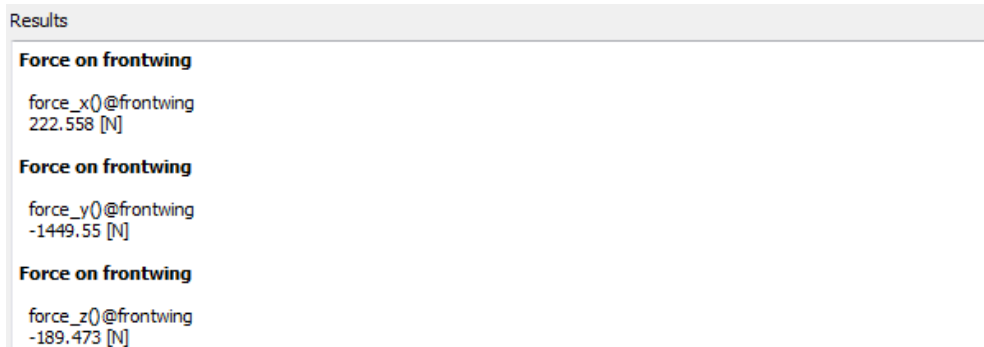 Results
Force on frontwing
force_x()@frontwing
222.558 [N]
Force on frontwing
force_y()@frontwing
-1449.55 [N]
Force on frontwing
force_z()@frontwing
-189.473 [N]